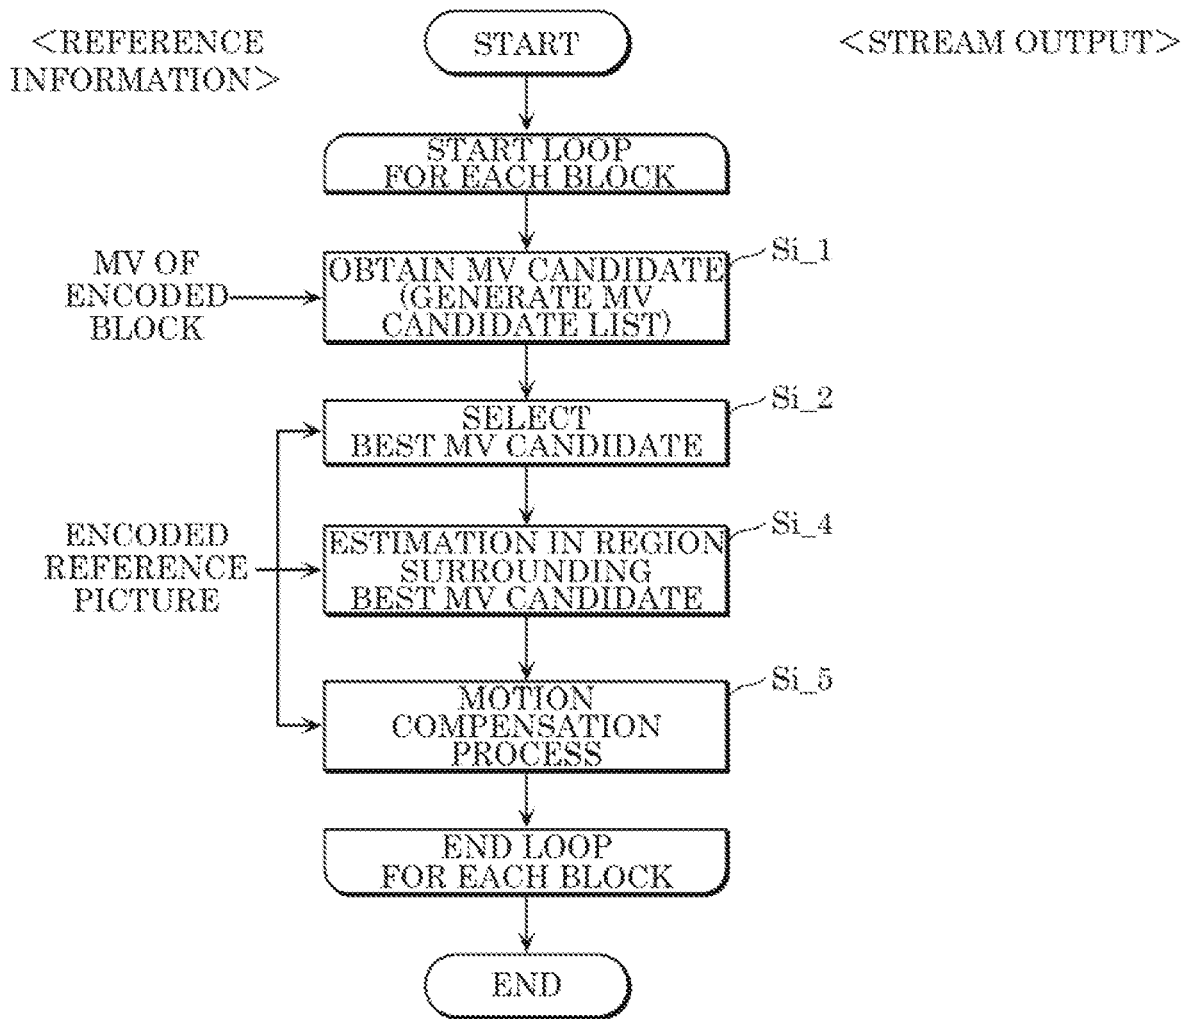 <REFERENCE
INFORMATION>
START
<STREAM OUTPUT>
START LOOP
FOR EACH BLOCK
MV OF
ENCODED
BLOCK
OBTAIN MV CANDIDATE
(GENERATE MV
CANDIDATE LIST)
Si_1
SELECT
BEST MV CANDIDATE
Si_2
ENCODED
REFERENCE
PICTURE
ESTIMATION IN REGION
SURROUNDING
BEST MV CANDIDATE
Si_4
MOTION
COMPENSATION
PROCESS
Si_5
END LOOP
FOR EACH BLOCK
END